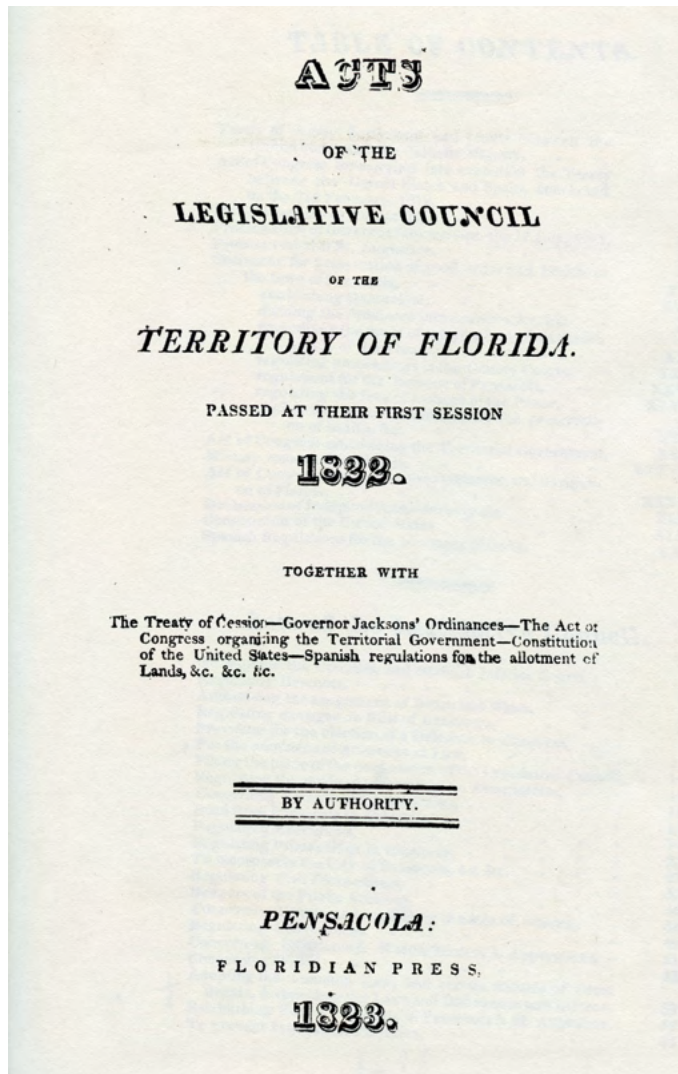 ACTS
OF THE
LEGISLATIVE COUNCIL
OF THE
TERRITORY OF FLORIDA.
PASSED AT THEIR FIRST SESSION
1822.
TOGETHER WITH
The Treaty of Cession—Governor Jacksons' Ordinances—The Act of
Congress organizing the Territorial Government—Constitution
of the United States—Spanish regulations for the allotment of
Lands, &c. &c. &c.
BY AUTHORITY.
PENSACOLA:
FLORIDIAN PRESS,
1823.